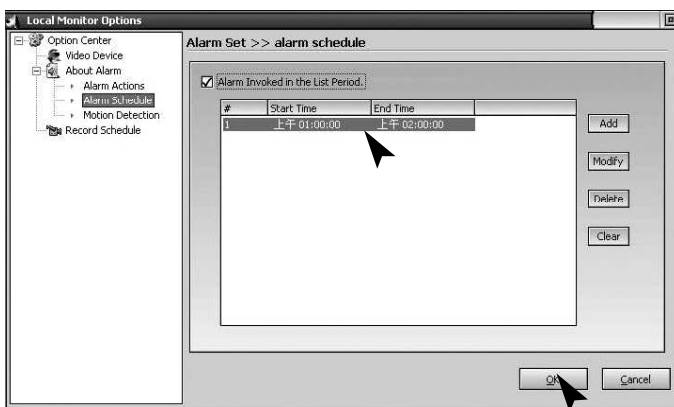 Local Monitor Options
Option Center
Video Device
About Alarm
Alarm Actions
Alarm Schedule
Motion Detection
Record Schedule
Alarm Set >> alarm schedule
Alarm Invoked in the List Period.
# Start Time End Time
1 上午 01:00:00 上午 02:00:00
Add
Modify
Delete
Clear
OK
Cancel